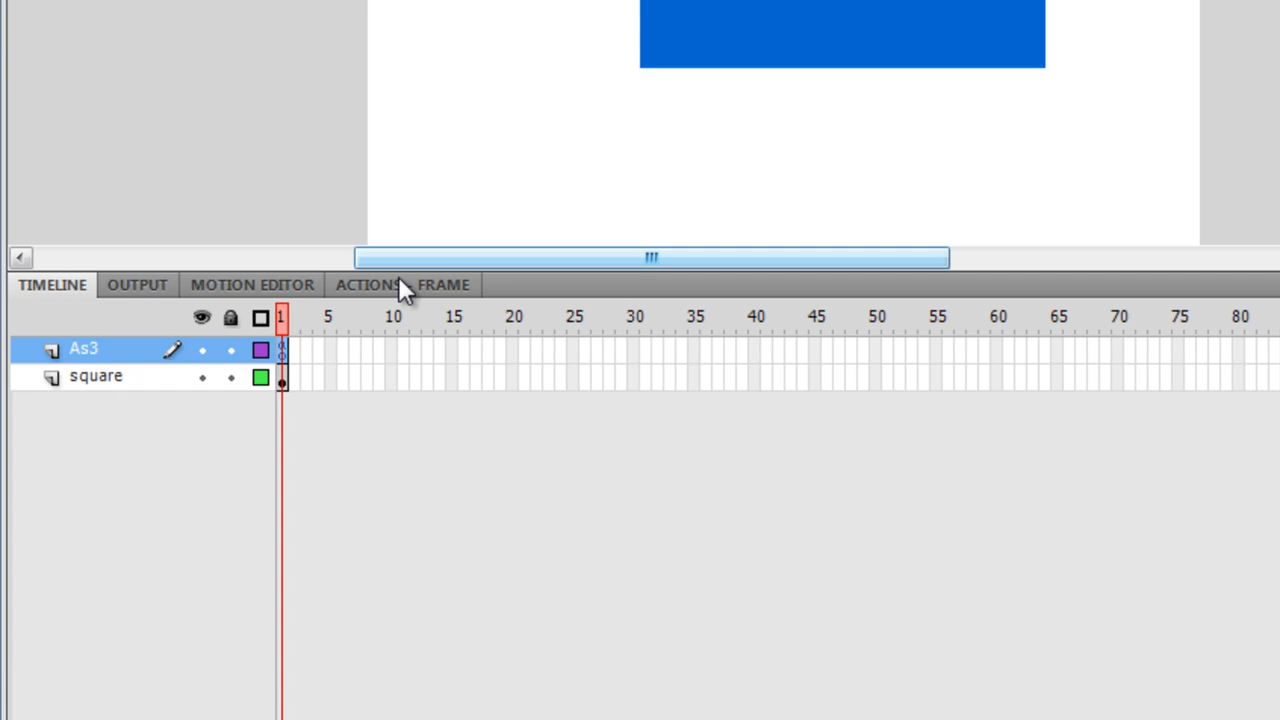 TIMELINE OUTPUT MOTION EDITOR ACTIONS FRAME
1 5 10 15 20 25 30 35 40 45 50 55 60 65 70 75 80
As3
square